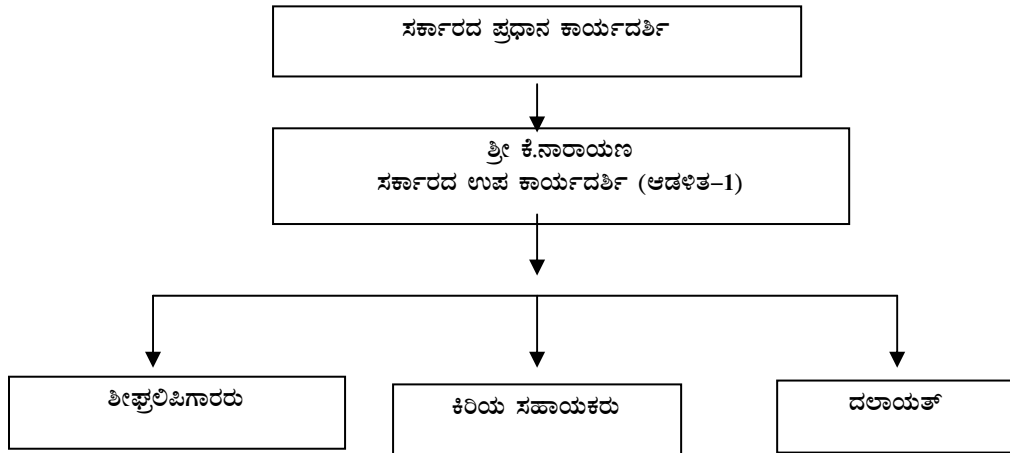 ಸರ್ಕಾರದ ಪ್ರಧಾನ ಕಾರ್ಯದರ್ಶಿ
ಶ್ರೀ ಕೆ.ನಾರಾಯಣ
ಸರ್ಕಾರದ ಉಪ ಕಾರ್ಯದರ್ಶಿ (ಆಡಳಿತ–1)
ಶೀಘ್ರಲಿಪಿಗಾರರು
ಕಿರಿಯ ಸಹಾಯಕರು
ದಲಾಯತ್